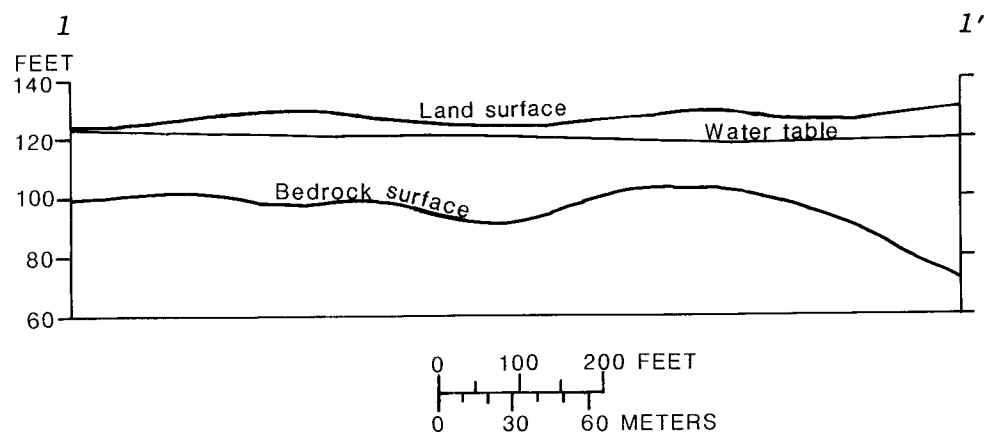 1 1'
FEET
140
Land surface
120
Water table
100
Bedrock surface
80
60
0 100 200 FEET
0 30 60 METERS